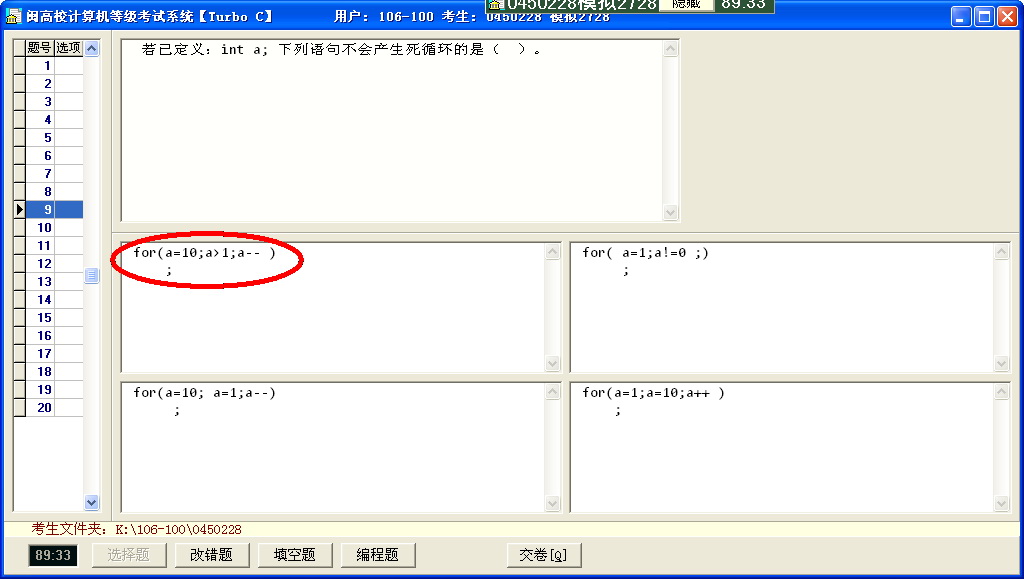 闽高校计算机等级考试系统【Turbo C】 用户: 106-100 考生: 0450228 模拟2728
0450228模拟2728 隐藏 89:33
题号 选项
若已定义: int a; 下列语句不会产生死循环的是 ( )。
1
2
3
4
5
6
7
8
9
10
11
12
13
14
15
16
17
18
19
20
for(a=10;a>1;a-- )
;
for( a=1;a!=0 ;)
;
for(a=10; a=1;a--)
;
for(a=1;a=10;a++ )
;
考生文件夹: K:\106-100\0450228
89:33 选择题 改错题 填空题 编程题 交卷[Q]